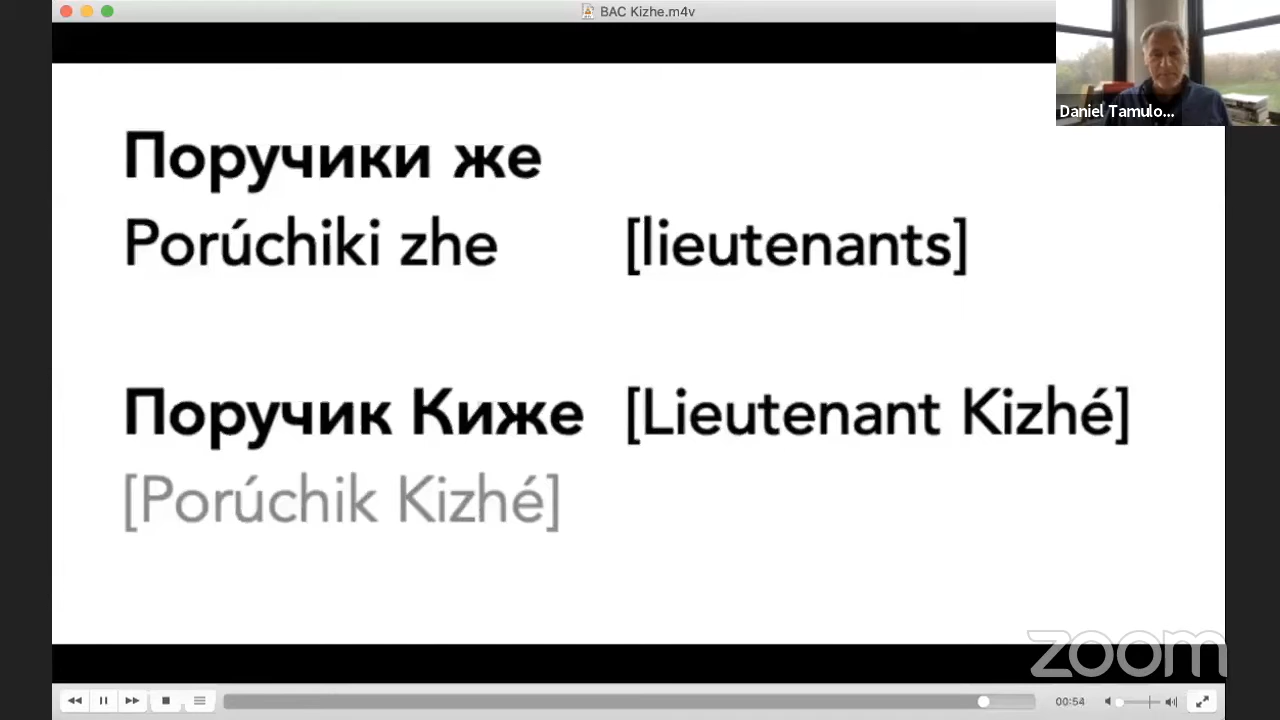 BAC Kizhe.m4v
Daniel Tamulo...
Поручики же
Porúchiki zhe [lieutenants]
Поручик Киже [Lieutenant Kizhé]
[Porúchik Kizhé]
zoom
00:54